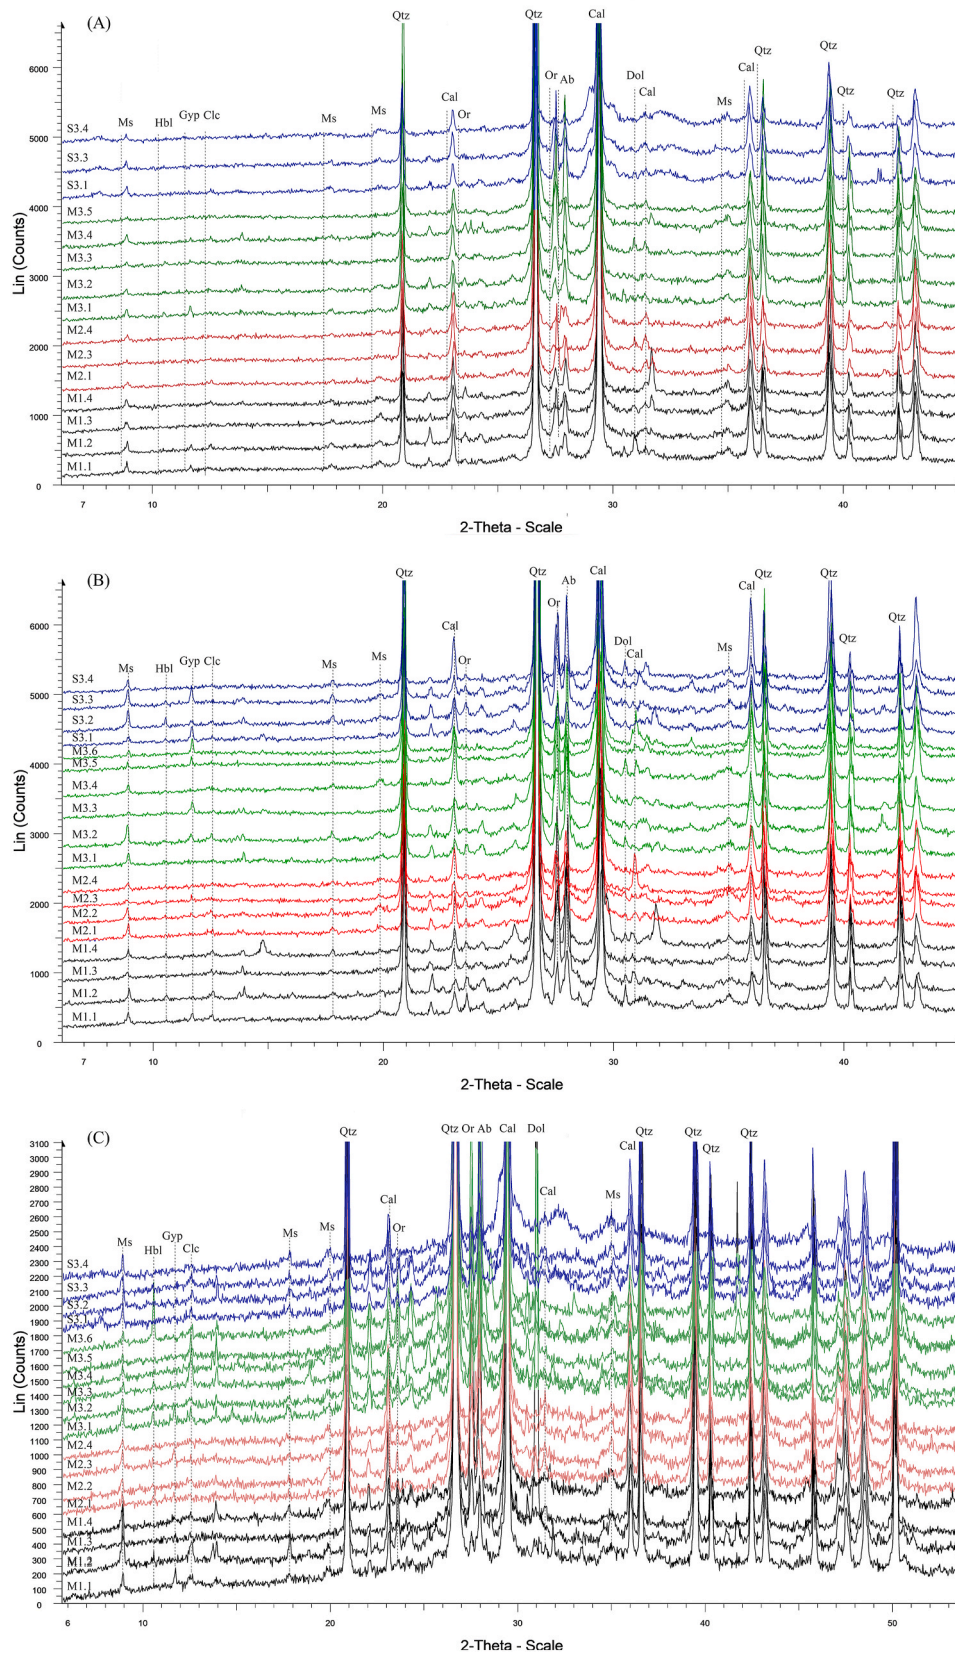 (A)
Qtz
Qtz
Cal
Qtz
Qtz
Or
Ab
Dol
Cal
Cal
Qtz
Qtz
Ms
Hbl
Gyp
Clc
Ms
Ms
Cal
Or
Ms
6000
5000
4000
3000
2000
1000
0
Lin (Counts)
S3.4
S3.3
S3.1
M3.5
M3.4
M3.3
M3.2
M3.1
M2.4
M2.3
M2.1
M1.4
M1.3
M1.2
M1.1
7
10
20
30
40
2-Theta - Scale
(B)
Qtz
Qtz
Ab
Cal
Cal
Qtz
Qtz
Or
Qtz
Cal
Dol
Qtz
Ms
Hbl
Gyp
Clc
Ms
Ms
Or
Cal
Ms
6000
5000
4000
3000
2000
1000
0
Lin (Counts)
S3.4
S3.3
S3.2
S3.1
M3.6
M3.5
M3.4
M3.3
M3.2
M3.1
M2.4
M2.3
M2.2
M2.1
M1.4
M1.3
M1.2
M1.1
7
10
20
30
40
2-Theta - Scale
(C)
Qtz
Qtz
Or
Ab
Cal
Dol
Cal
Qtz
Qtz
Qtz
Qtz
Cal
Cal
Ms
Ms
Hbl
Gyp
Clc
Ms
Ms
Or
3100
3000
2900
2800
2700
2600
2500
2400
2300
2200
2100
2000
1900
1800
1700
1600
1500
1400
1300
1200
1100
1000
900
800
700
600
500
400
300
200
100
0
Lin (Counts)
S3.4
S3.3
S3.2
S3.1
M3.6
M3.5
M3.4
M3.3
M3.2
M3.1
M2.4
M2.3
M2.2
M2.1
M1.4
M1.3
M1.2
M1.1
6
10
20
30
40
50
2-Theta - Scale